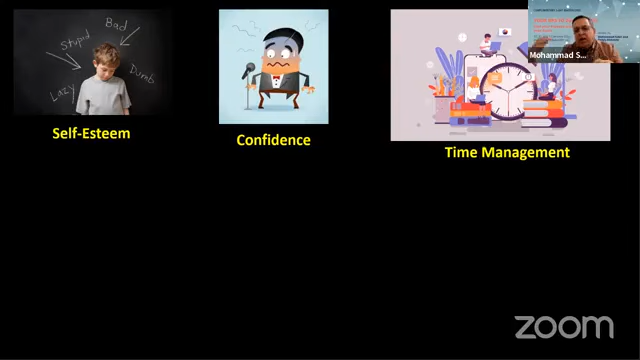 Bad
Stupid
Dumb
Lazy
Self-Esteem
Confidence
Time Management
Mohammad S...
zoom